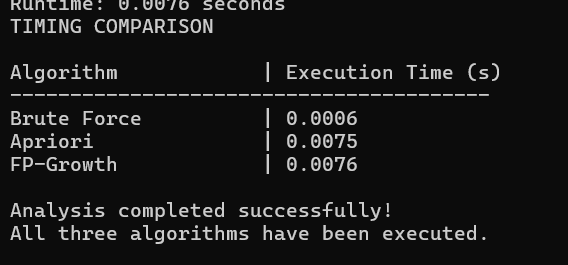 Runtime: 0.0076 seconds
TIMING COMPARISON
Algorithm | Execution Time (s)
----------------------------------------
Brute Force | 0.0006
Apriori | 0.0075
FP-Growth | 0.0076
Analysis completed successfully!
All three algorithms have been executed.